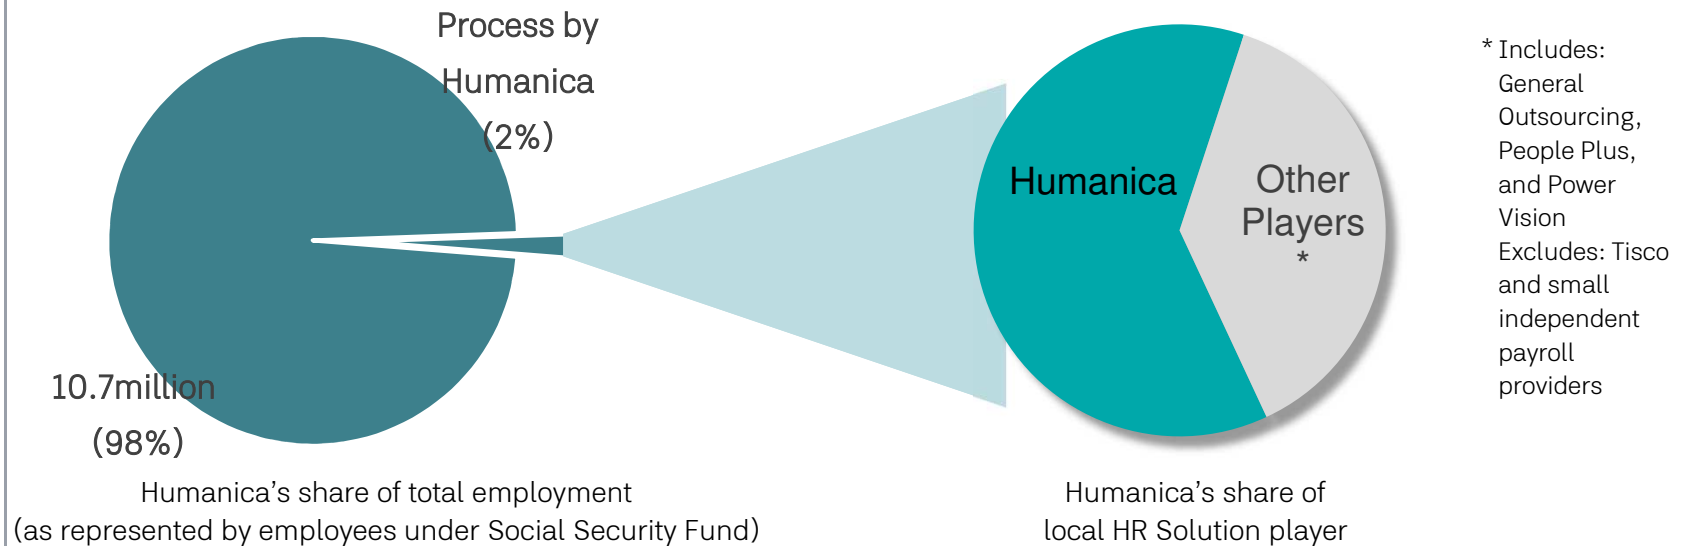 Process by
Humanica
(2%)
10.7million
(98%)
Humanica’s share of total employment
(as represented by employees under Social Security Fund)
Humanica
Other
Players
*
Humanica’s share of
local HR Solution player
* Includes:
General
Outsourcing,
People Plus,
and Power
Vision
Excludes: Tisco
and small
independent
payroll
providers